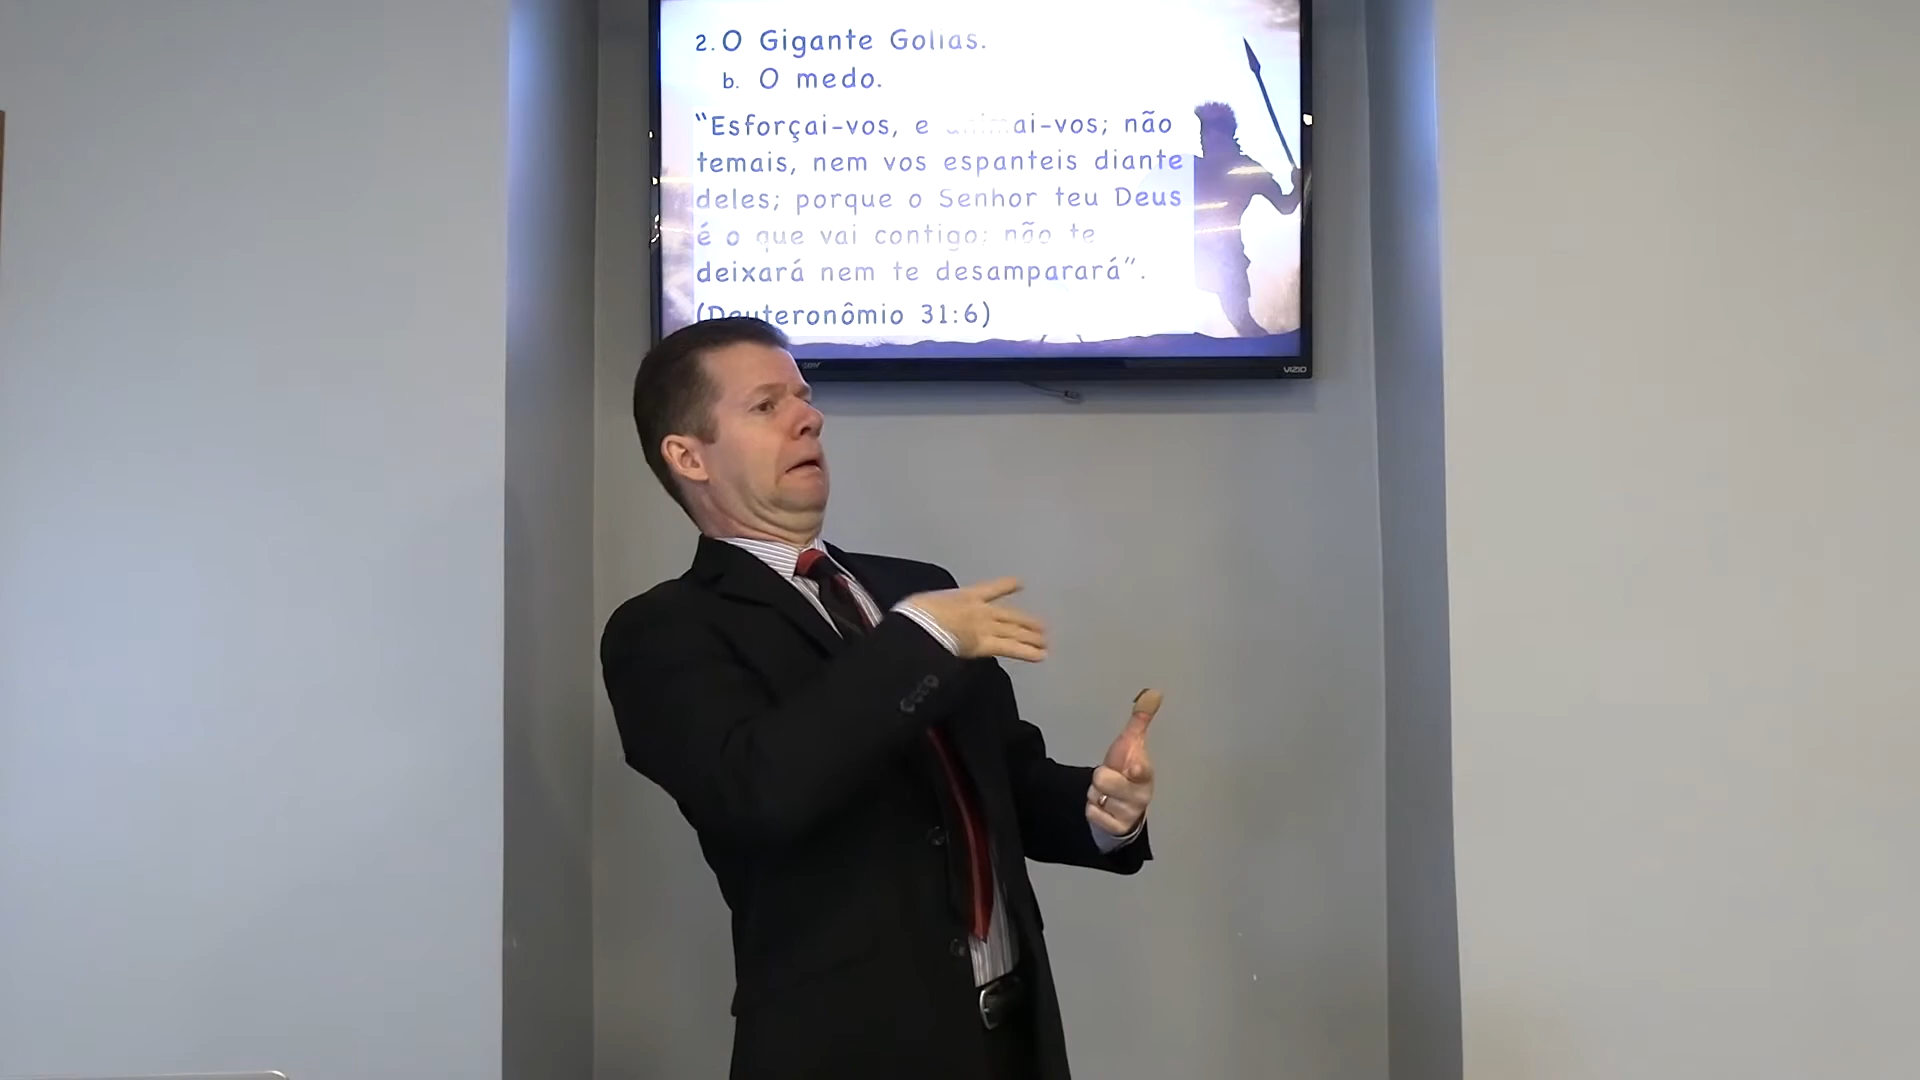 2. O Gigante Golias.
b. O medo.
“Esforçai-vos, e animai-vos; não
temais, nem vos espanteis diante
deles; porque o Senhor teu Deus
é o que vai contigo; não te
deixará nem te desamparará”.
(Deuteronômio 31:6)
VIZIO